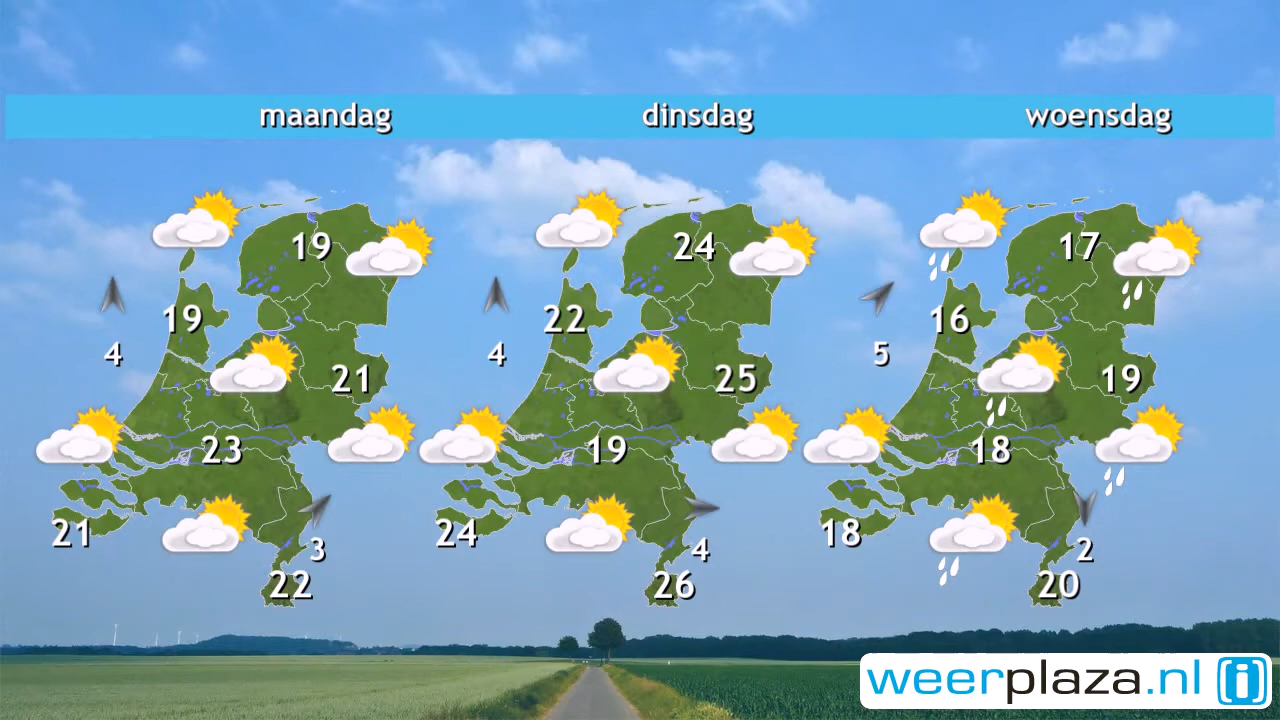 maandag dinsdag woensdag
19 24 17
19 22 16
4 4 5
21 25 19
23 19 18
21 24 18
3 4 2
22 26 20
weerplaza.nl